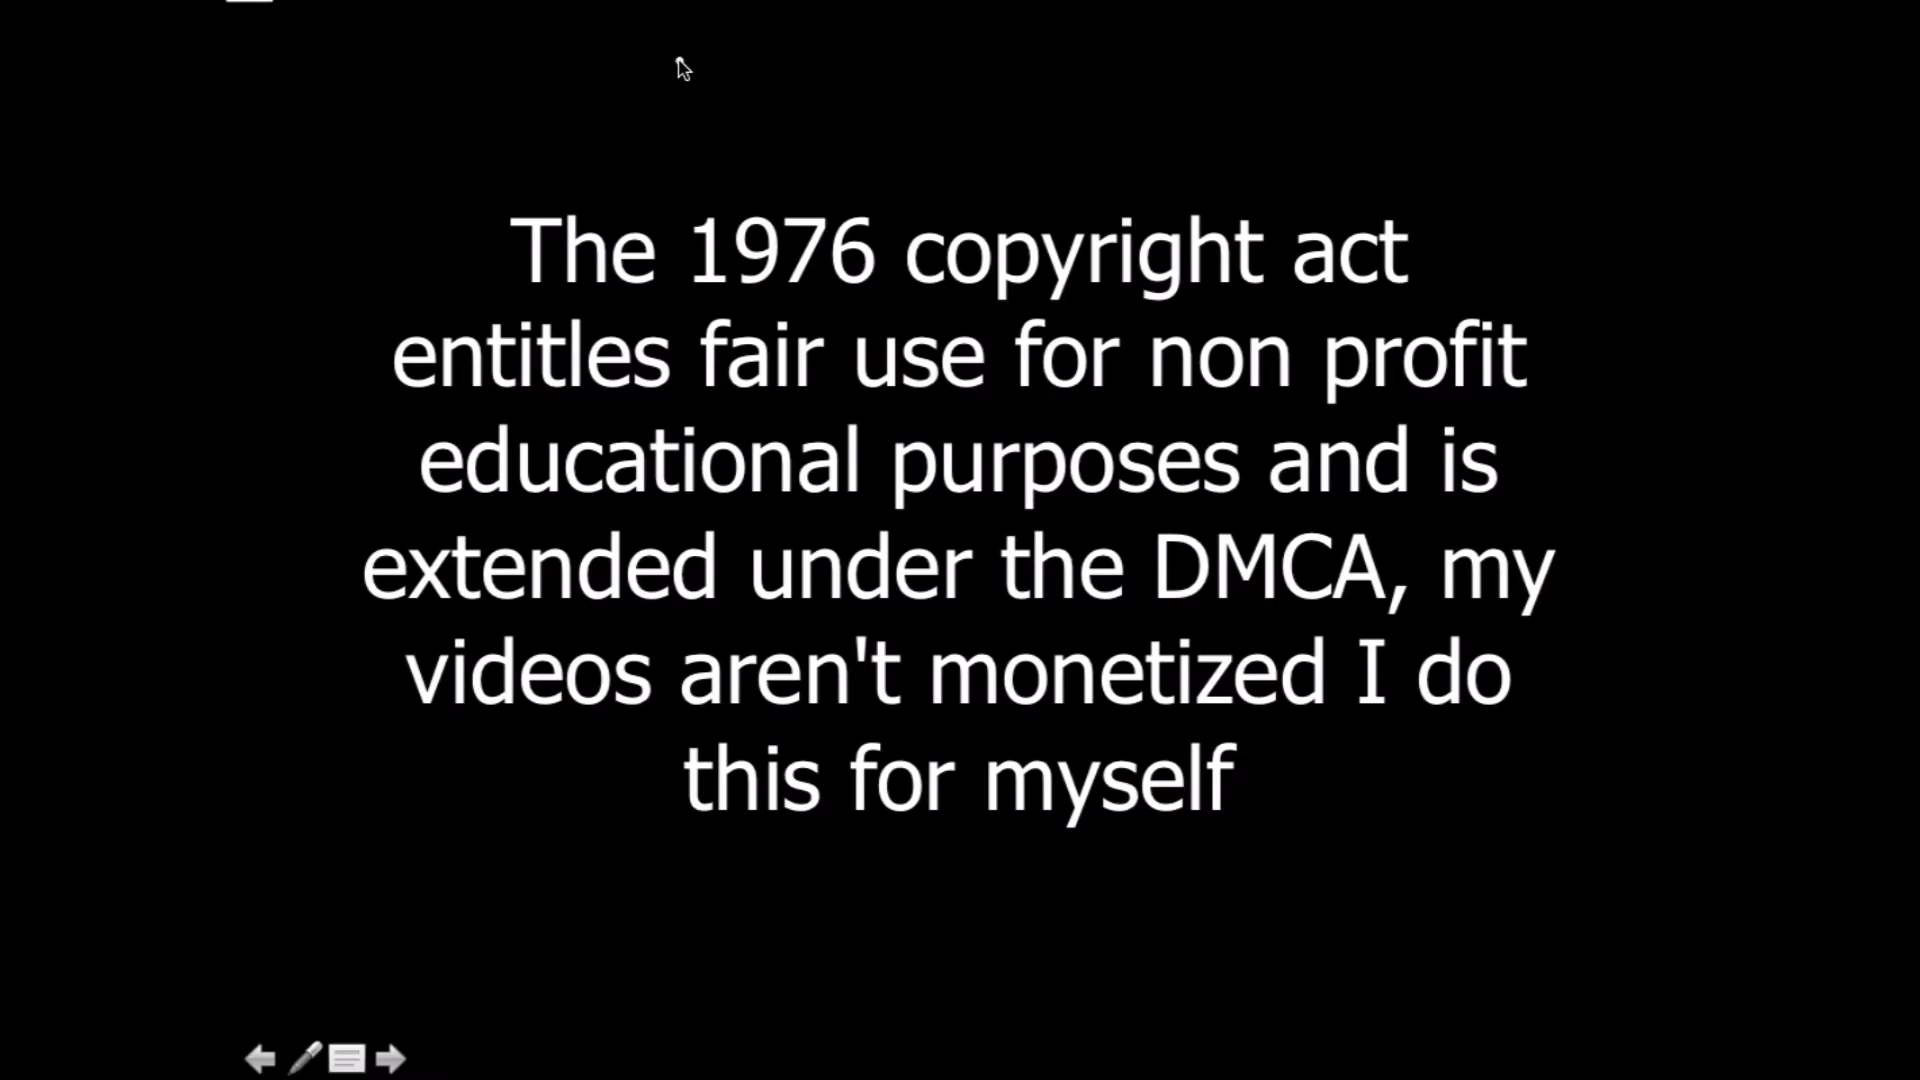 The 1976 copyright act
entitles fair use for non profit
educational purposes and is
extended under the DMCA, my
videos aren't monetized I do
this for myself